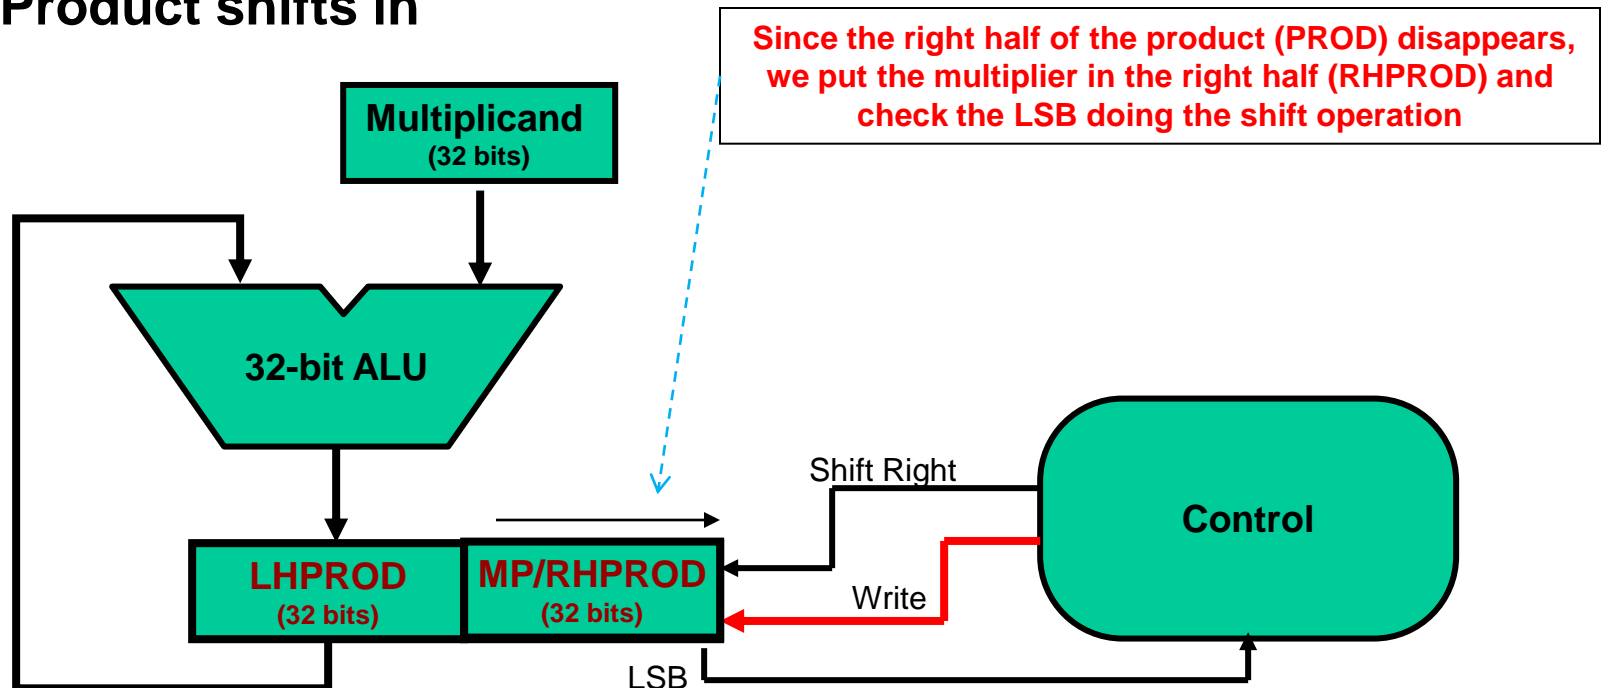 Product shifts in
Since the right half of the product (PROD) disappears,
we put the multiplier in the right half (RHPROD) and
check the LSB doing the shift operation
Multiplicand
(32 bits)
32-bit ALU
Shift Right
Control
LHPROD
(32 bits)
MP/RHPROD
(32 bits)
Write
LSB